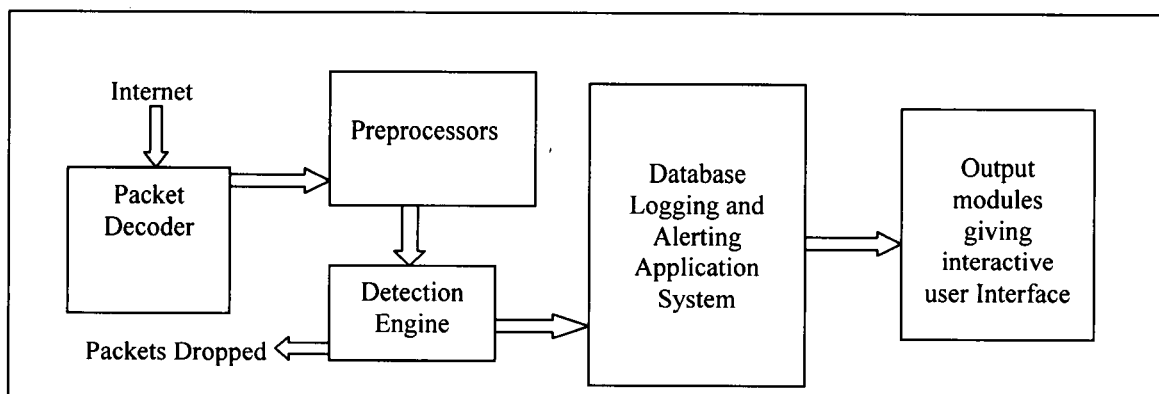 Internet
Packet
Decoder
Preprocessors
Detection
Engine
Packets Dropped
Database
Logging and
Alerting
Application
System
Output
modules
giving
interactive
user Interface